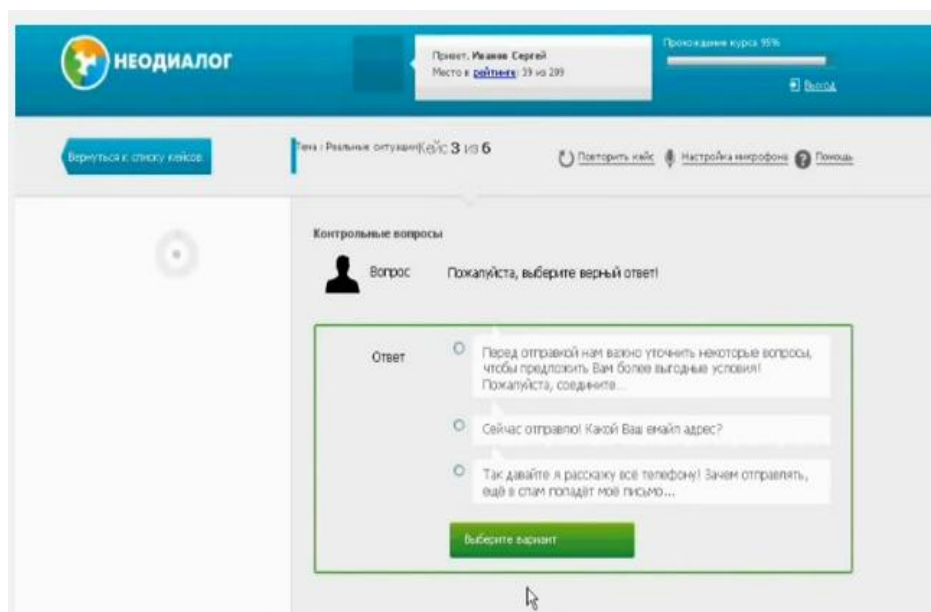 НЕОДИАЛОГ
Привет, Иванов Сергей
Место в рейтинге: 39 из 209
Прохождение курса 95%
Выход
Вернуться к списку кейсов
Тема : Реальные ситуации Кейс 3 из 6
Повторить кейс
Настройка микрофона
Помощь
Контрольные вопросы
Вопрос
Пожалуйста, выберите верный ответ!
Ответ
Перед отправкой нам важно уточнить некоторые вопросы,
чтобы предложить Вам более выгодные условия!
Пожалуйста, соедините...
Сейчас отправлю! Какой Ваш емайл адрес?
Так давайте я расскажу всё телефону! Зачем отправлять,
ещё в спам попадёт моё письмо...
Выберите вариант